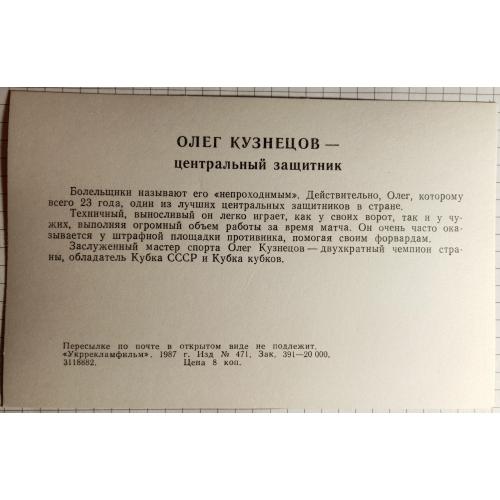 ОЛЕГ КУЗНЕЦОВ —
центральный защитник
Болельщики называют его «непроходимым». Действительно, Олег, которому
всего 23 года, один из лучших центральных защитников в стране.
Техничный, выносливый он легко играет, как у своих ворот, так и у чу-
жих, выполняя огромный объем работы за время матча. Он очень часто ока-
зывается у штрафной площадки противника, помогая своим форвардам.
Заслуженный мастер спорта Олег Кузнецов — двухкратный чемпион стра-
ны, обладатель Кубка СССР и Кубка кубков.
Пересылке по почте в открытом виде не подлежит.
«Укррекламфильм». 1987 г. Изд № 471. Зак. 391—20 000.
3118882. Цена 8 коп.